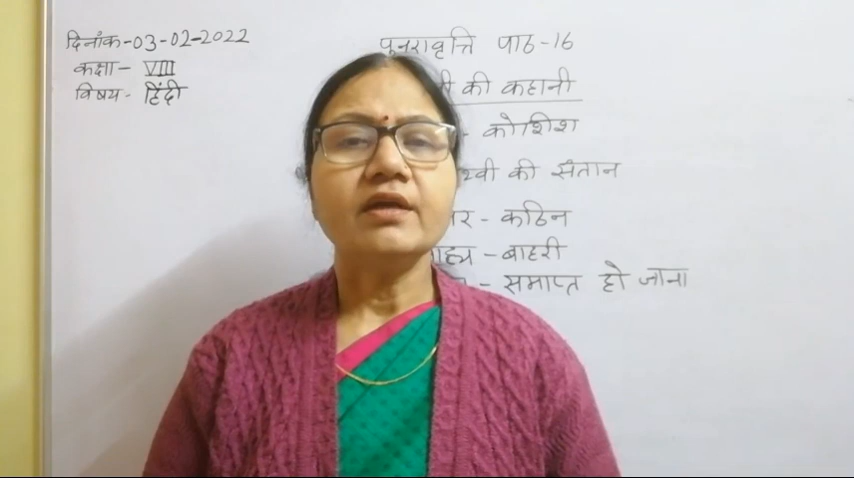 दिनांक-03-02-2022
कक्षा- VIII
विषय- हिंदी
पुनरावृत्ति पाठ-16
की कहानी
- कोशिश
की संतान
- कठिन
- बाहरी
- समाप्त हो जाना